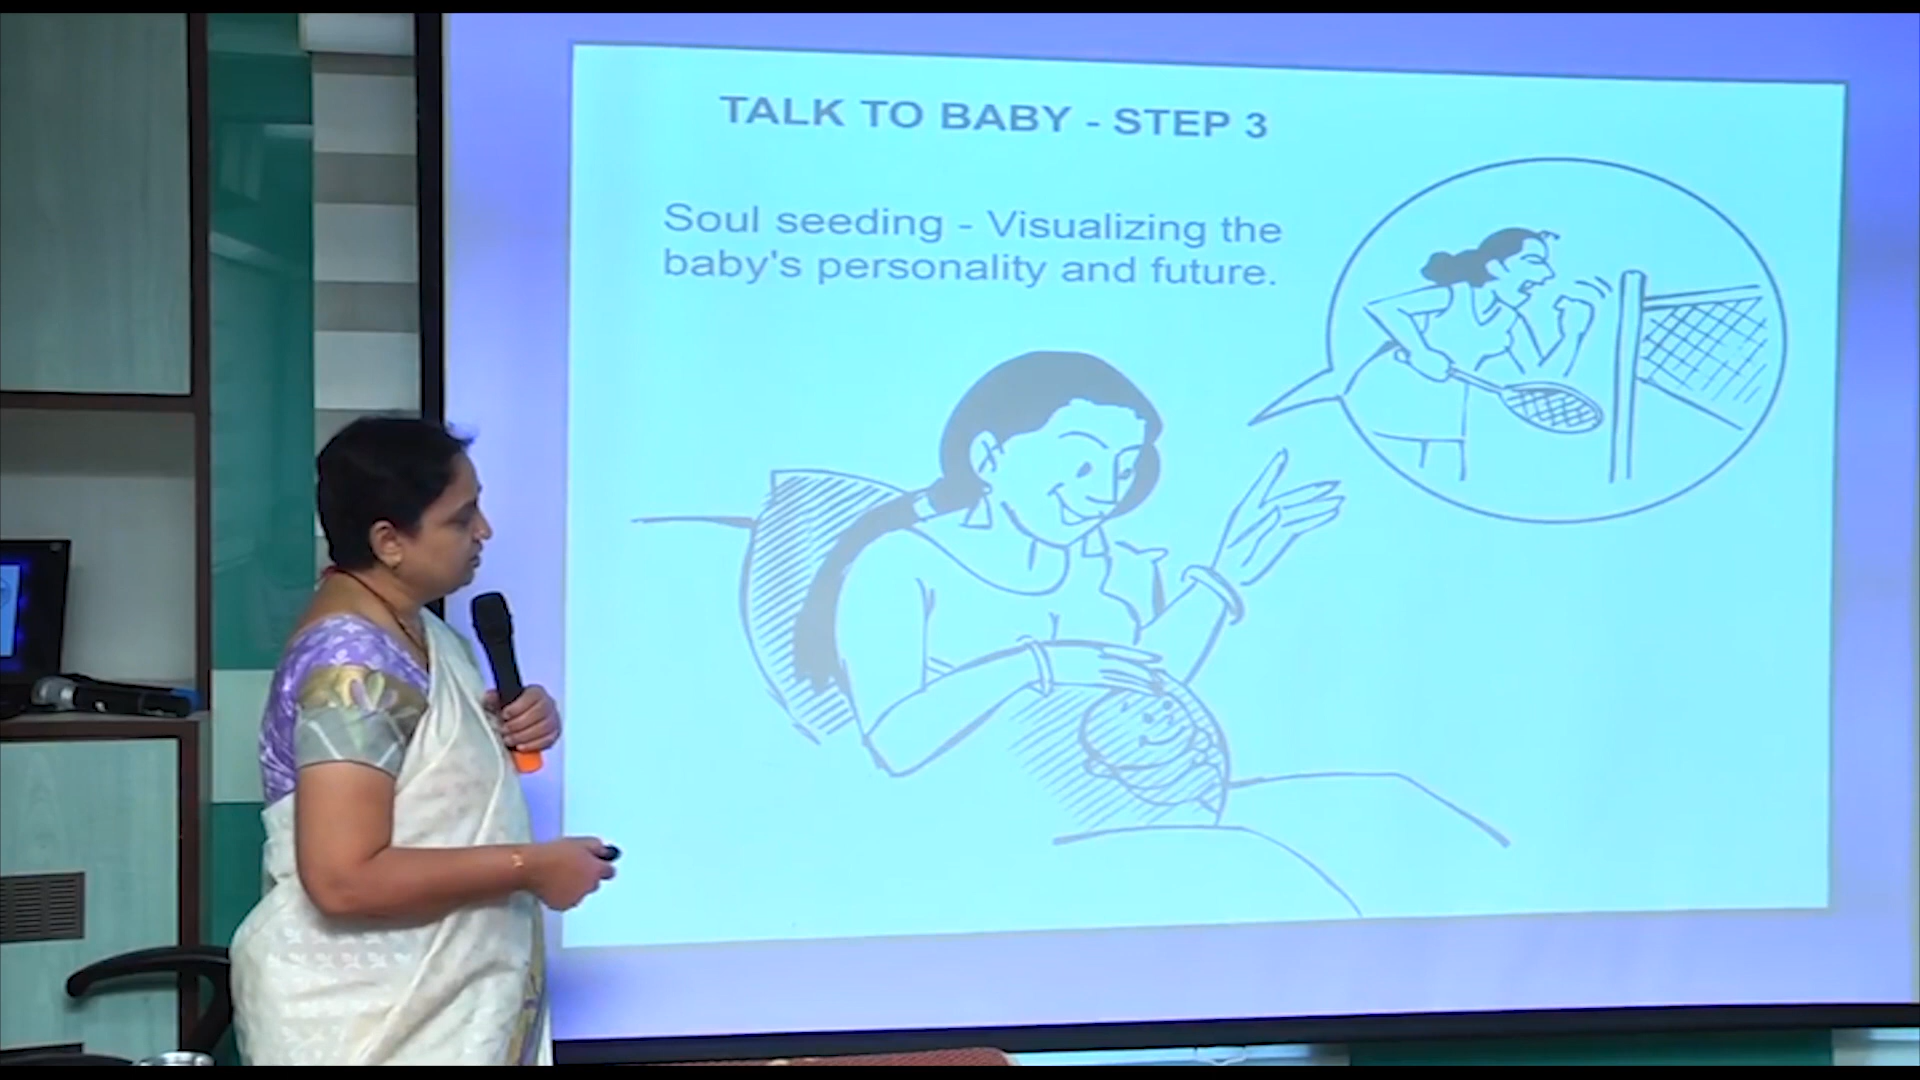 TALK TO BABY - STEP 3
Soul seeding - Visualizing the
baby's personality and future.